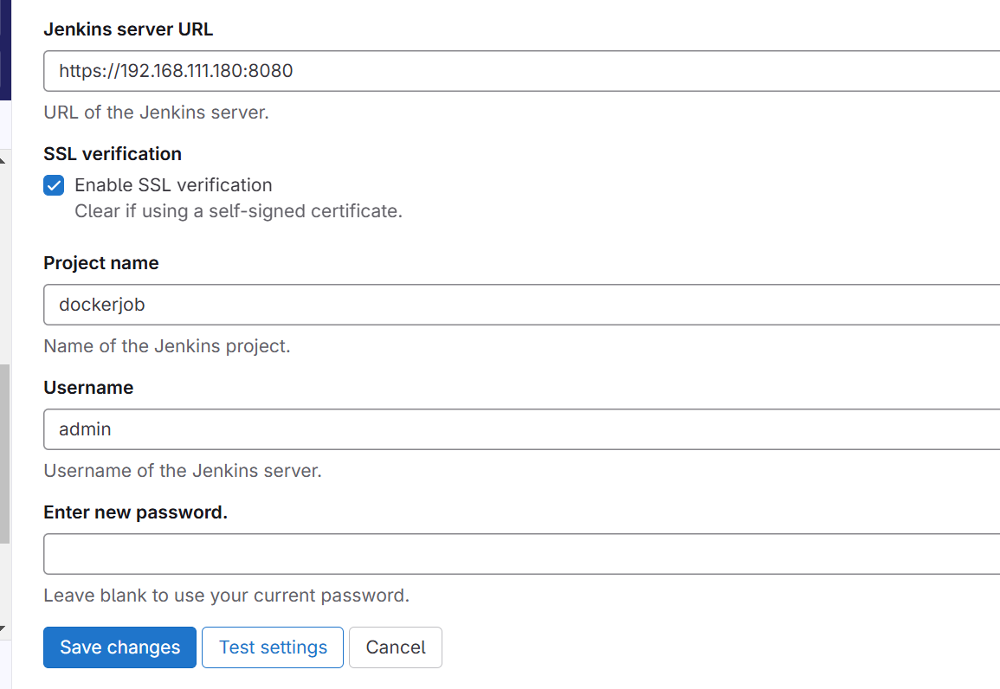 Jenkins server URL
https://192.168.111.180:8080
URL of the Jenkins server.
SSL verification
Enable SSL verification
Clear if using a self-signed certificate.
Project name
dockerjob
Name of the Jenkins project.
Username
admin
Username of the Jenkins server.
Enter new password.
Leave blank to use your current password.
Save changes Test settings Cancel